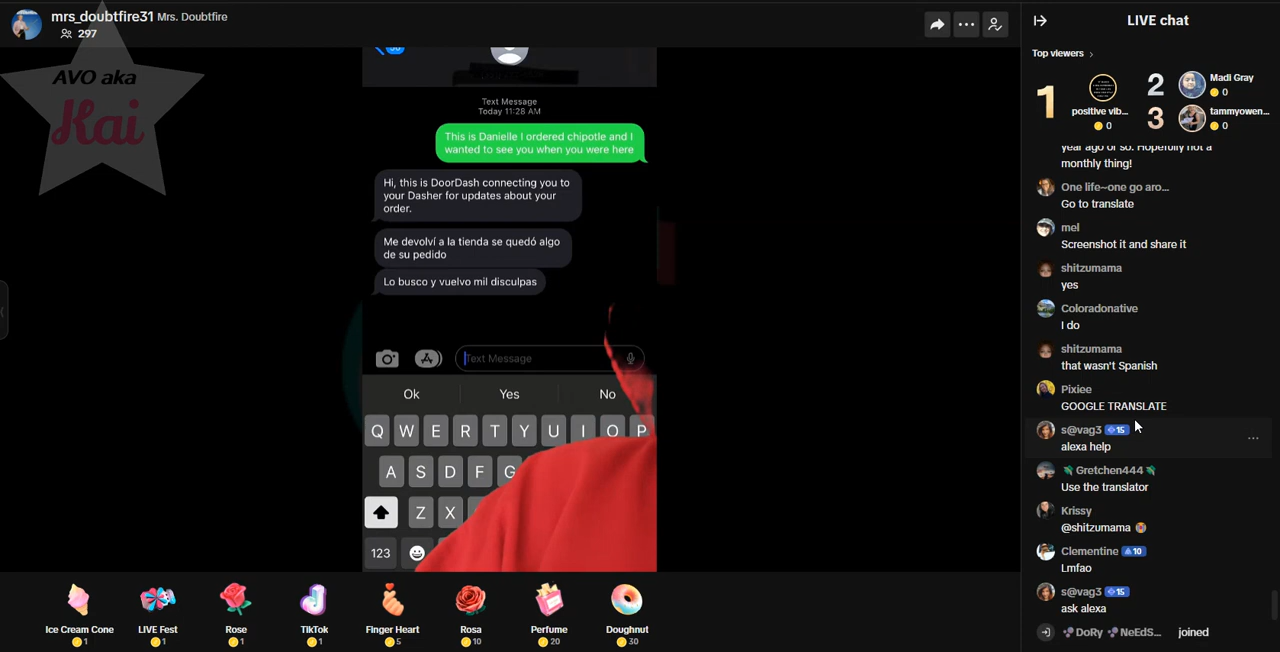 mrs_doubtfire31 Mrs. Doubtfire
297
AVO aka
Kai
Text Message
Today 11:28 AM
This is Danielle I ordered chipotle and I
wanted to see you when you were here
Hi, this is DoorDash connecting you to
your Dasher for updates about your
order.
Me devolví a la tienda se quedó algo
de su pedido
Lo busco y vuelvo mil disculpas
Text Message
Ok Yes No
Q W E R T Y U I O P
A S D F G
Z X
123
Ice Cream Cone
1
LIVE Fest
1
Rose
1
TikTok
1
Finger Heart
5
Rosa
10
Perfume
20
Doughnut
30
LIVE chat
Top viewers
1
positive vib...
0
2
Madi Gray
0
3
tammyowen...
0
year ago or so. Hopefully not a
monthly thing!
One life~one go aro...
Go to translate
mel
Screenshot it and share it
shitzumama
yes
Coloradonative
I do
shitzumama
that wasn't Spanish
Pixiee
GOOGLE TRANSLATE
s@vag3 15
alexa help
Gretchen444
Use the translator
Krissy
@shitzumama
Clementine 10
Lmfao
s@vag3 15
ask alexa
DoRy NeEdS... joined